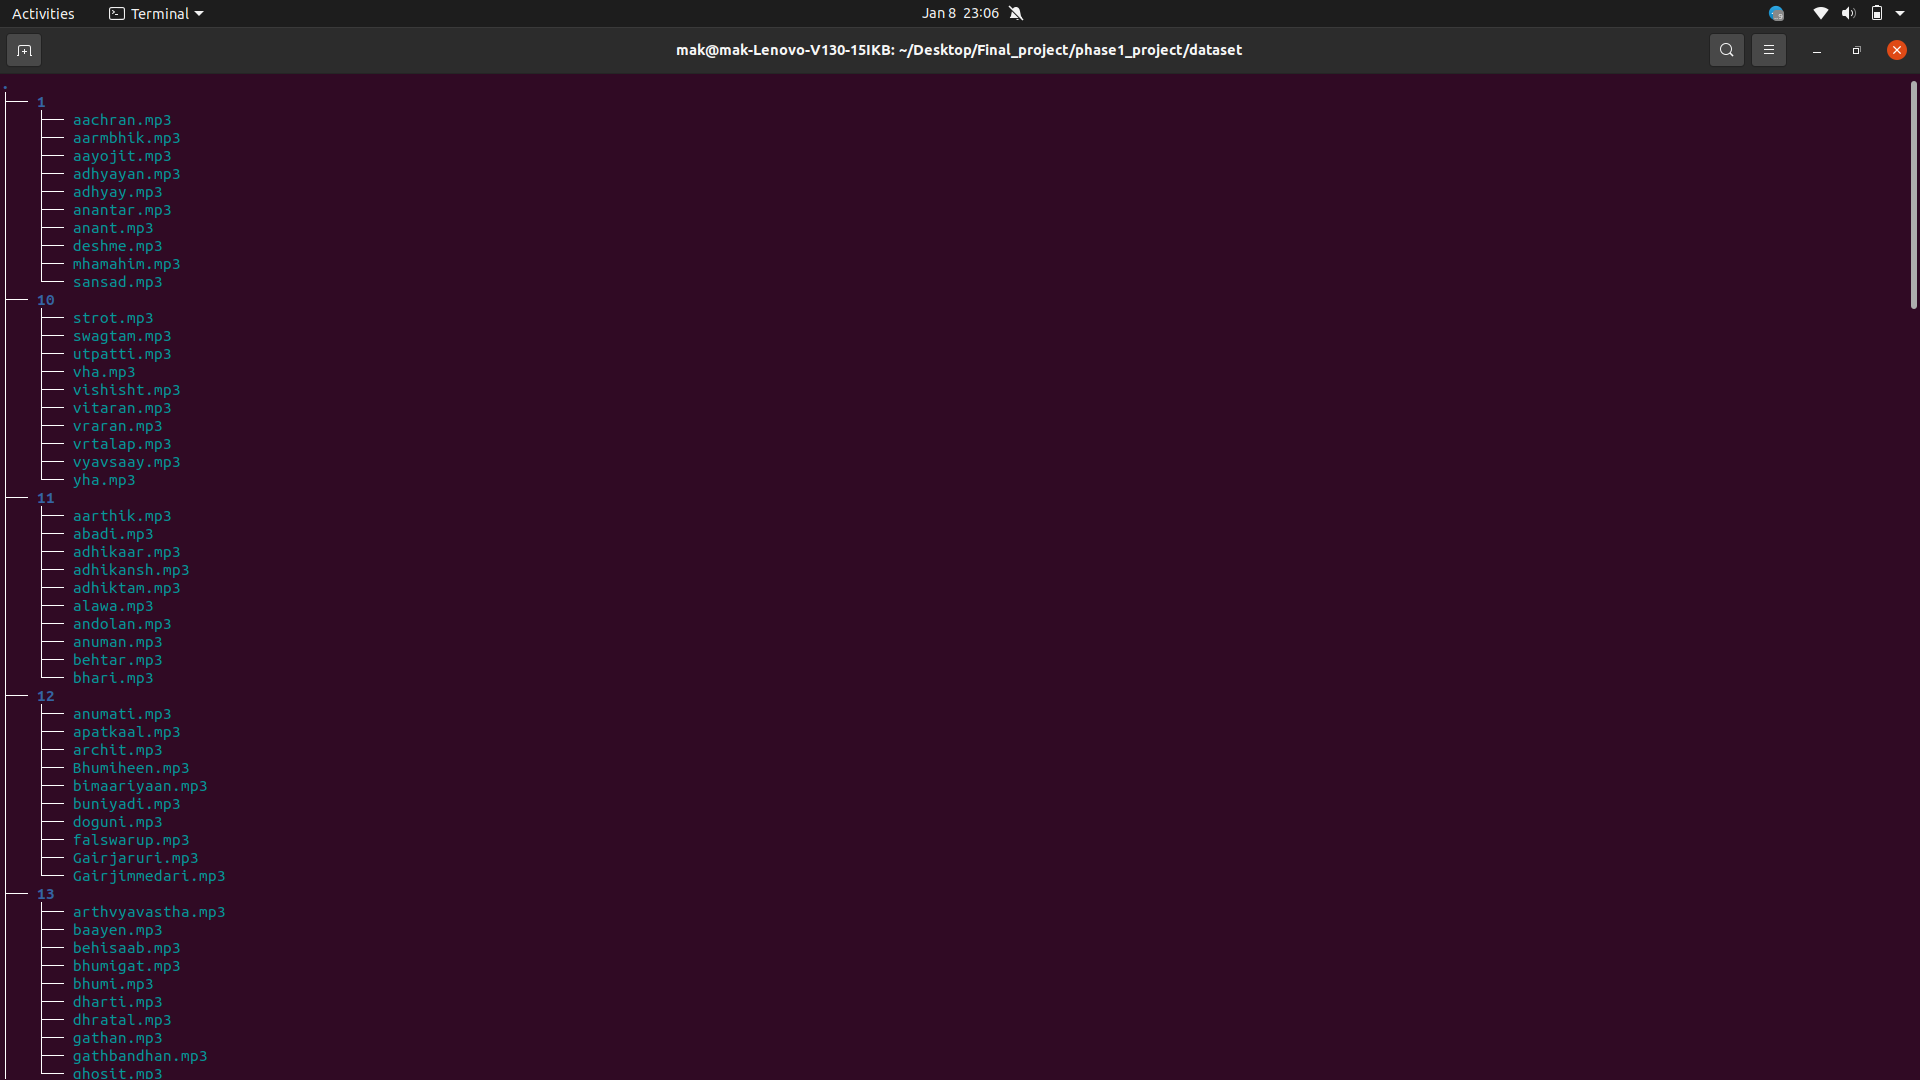 Activities Terminal Jan 8 23:06
mak@mak-Lenovo-V130-15IKB: ~/Desktop/Final_project/phase1_project/dataset
.
├── 1
│   ├── aachran.mp3
│   ├── aarmbhik.mp3
│   ├── aayojit.mp3
│   ├── adhyayan.mp3
│   ├── adhyay.mp3
│   ├── anantar.mp3
│   ├── anant.mp3
│   ├── deshme.mp3
│   ├── mhamahim.mp3
│   └── sansad.mp3
├── 10
│   ├── strot.mp3
│   ├── swagtam.mp3
│   ├── utpatti.mp3
│   ├── vha.mp3
│   ├── vishisht.mp3
│   ├── vitaran.mp3
│   ├── vraran.mp3
│   ├── vrtalap.mp3
│   ├── vyavsaay.mp3
│   └── yha.mp3
├── 11
│   ├── aarthik.mp3
│   ├── abadi.mp3
│   ├── adhikaar.mp3
│   ├── adhikansh.mp3
│   ├── adhiktam.mp3
│   ├── alawa.mp3
│   ├── andolan.mp3
│   ├── anuman.mp3
│   ├── behtar.mp3
│   └── bhari.mp3
├── 12
│   ├── anumati.mp3
│   ├── apatkaal.mp3
│   ├── archit.mp3
│   ├── Bhumiheen.mp3
│   ├── bimaariyaan.mp3
│   ├── buniyadi.mp3
│   ├── doguni.mp3
│   ├── falswarup.mp3
│   ├── Gairjaruri.mp3
│   └── Gairjimmedari.mp3
├── 13
│   ├── arthvyavastha.mp3
│   ├── baayen.mp3
│   ├── behisaab.mp3
│   ├── bhumigat.mp3
│   ├── bhumi.mp3
│   ├── dharti.mp3
│   ├── dhratal.mp3
│   ├── gathan.mp3
│   ├── gathbandhan.mp3
│   └── ghosit.mp3